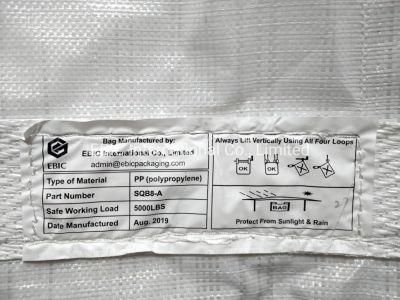 EBIC
Bag Manufactured by:
EBIC International Co., Limited
admin@ebicpackaging.com
Type of Material PP (polypropylene)
Part Number SQB8-A
Safe Working Load 5000LBS
Date Manufactured Aug. 2019
Always Lift Vertically Using All Four Loops
OK OK
BAG
Protect From Sunlight & Rain